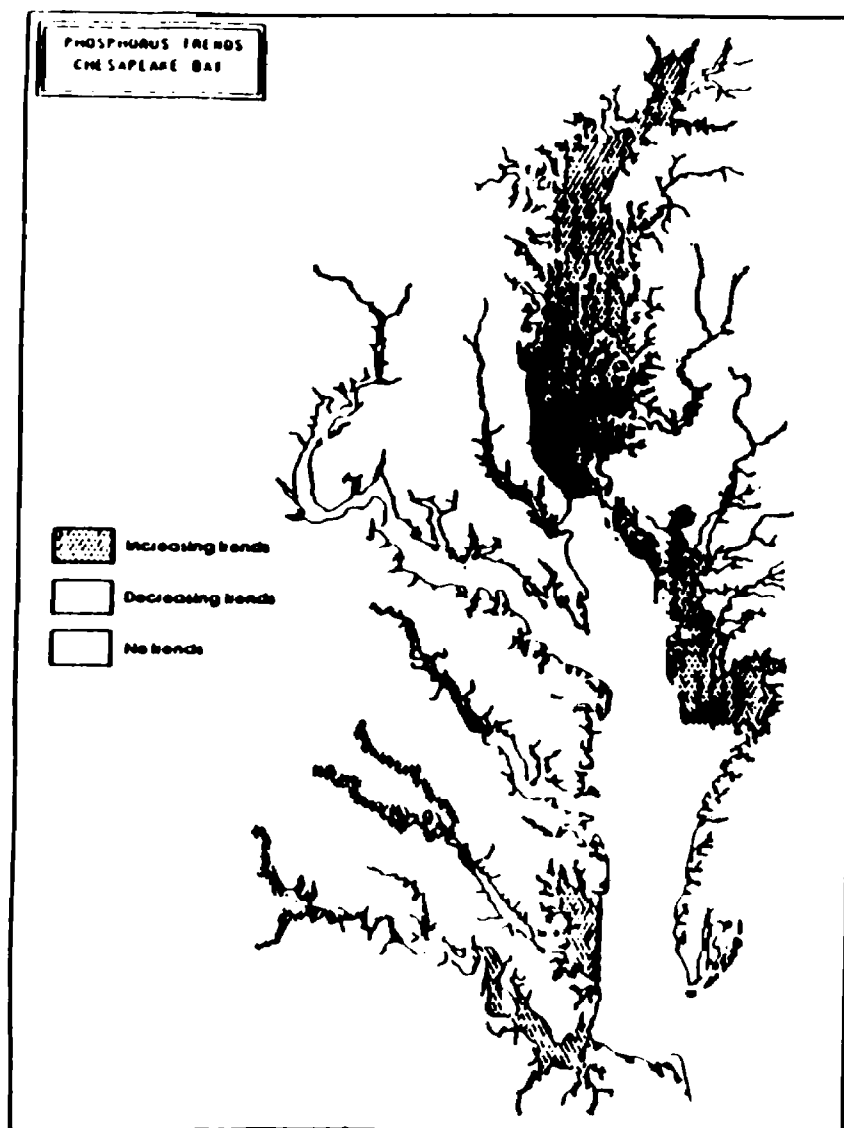 PHOSPHORUS TRENDS
CHESAPEAKE BAY
Increasing trends
Decreasing trends
No trends